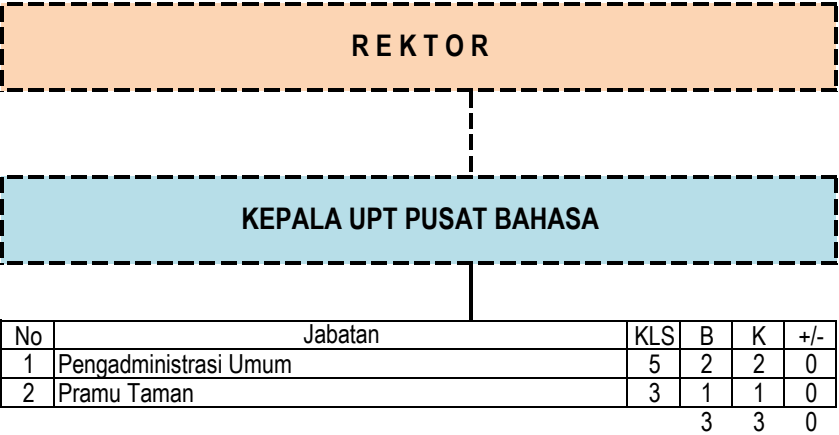 R E K T O R
KEPALA UPT PUSAT BAHASA
No Jabatan KLS B K +/-
1 Pengadministrasi Umum 5 2 2 0
2 Pramu Taman 3 1 1 0
3 3 0